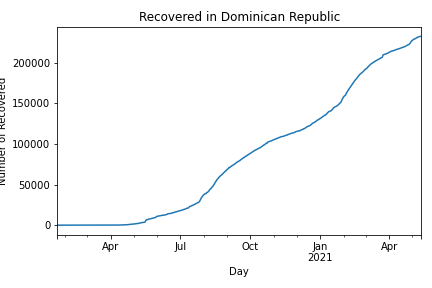 Recovered in Dominican Republic
Number of Recovered
200000
150000
100000
50000
0
Apr
Jul
Oct
Jan
2021
Apr
Day